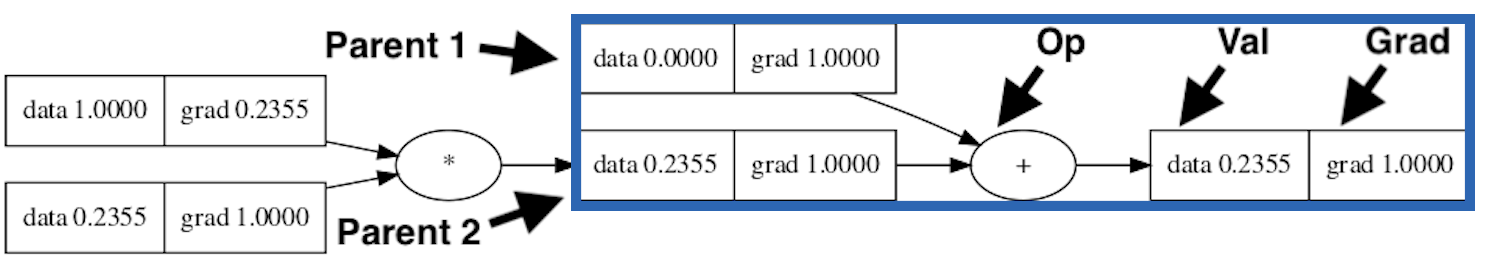 Parent 1
data 0.0000 grad 1.0000
Op
Val
Grad
data 1.0000 grad 0.2355
*
data 0.2355 grad 1.0000
+
data 0.2355 grad 1.0000
data 0.2355 grad 1.0000
Parent 2